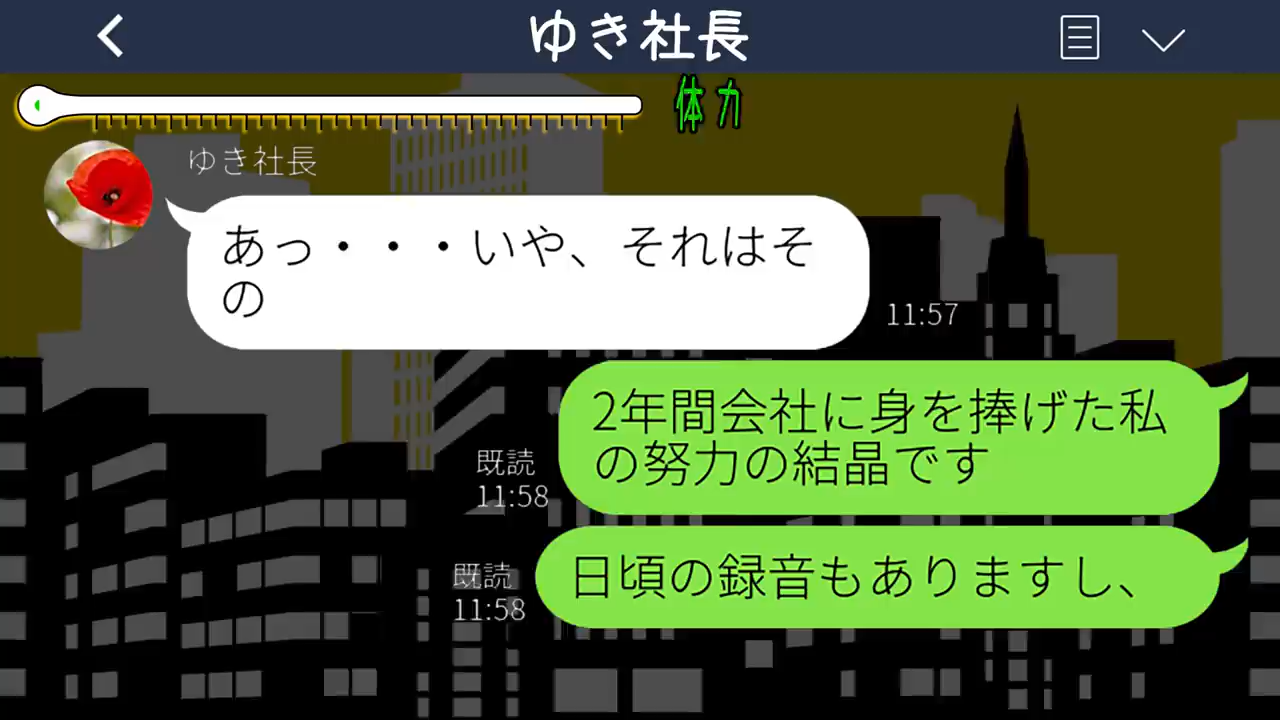 ゆき社長
体力
ゆき社長
あっ・・・いや、それはそ
の
11:57
2年間会社に身を捧げた私
の努力の結晶です
既読
11:58
日頃の録音もありますし、
既読
11:58